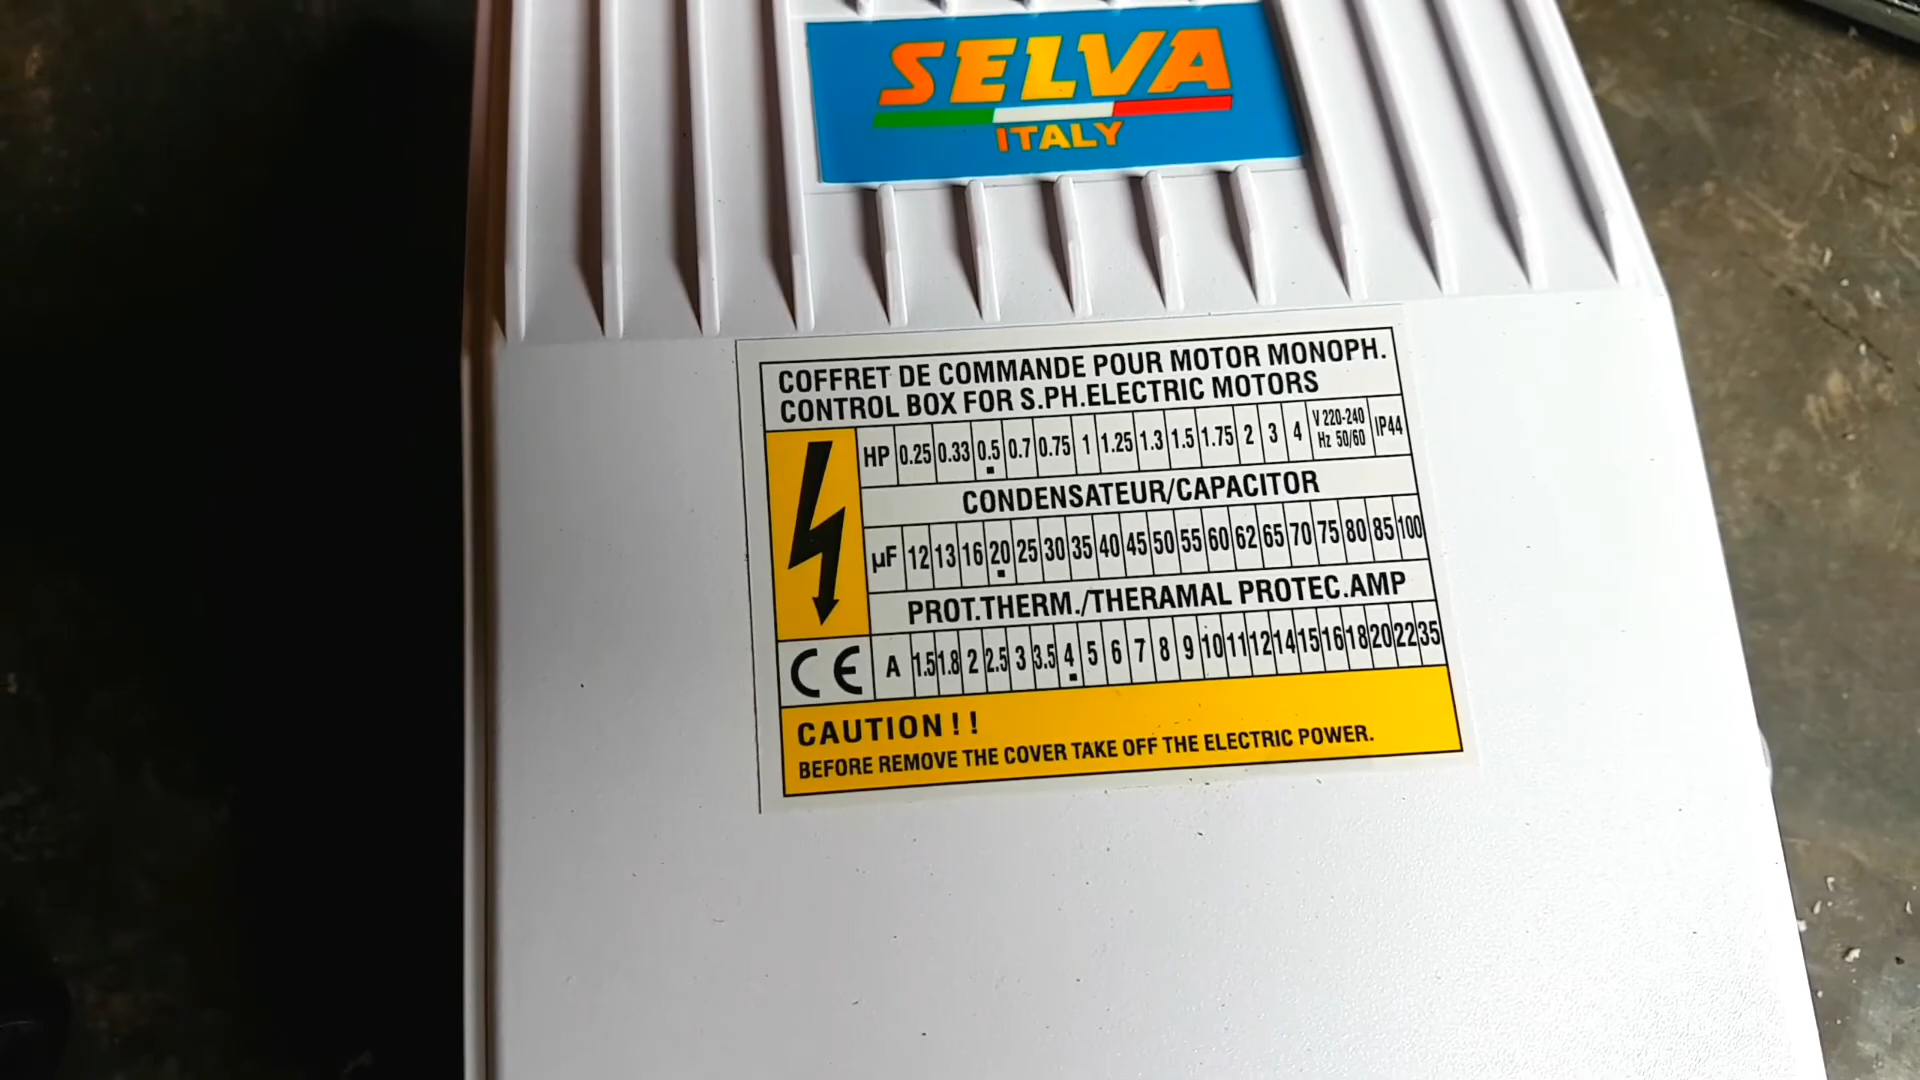 SELVA
ITALY
COFFRET DE COMMANDE POUR MOTOR MONOPH.
CONTROL BOX FOR S.PH.ELECTRIC MOTORS
HP 0.25 0.33 0.5 0.7 0.75 1 1.25 1.3 1.5 1.75 2 3 4 V 220-240 Hz 50/60 IP44
CONDENSATEUR/CAPACITOR
µF 12 13 16 20 25 30 35 40 45 50 55 60 62 65 70 75 80 85 100
PROT.THERM./THERAMAL PROTEC.AMP
CE A 1.5 1.8 2 2.5 3 3.5 4 5 6 7 8 9 10 11 12 14 15 16 18 20 22 35
CAUTION ! !
BEFORE REMOVE THE COVER TAKE OFF THE ELECTRIC POWER.